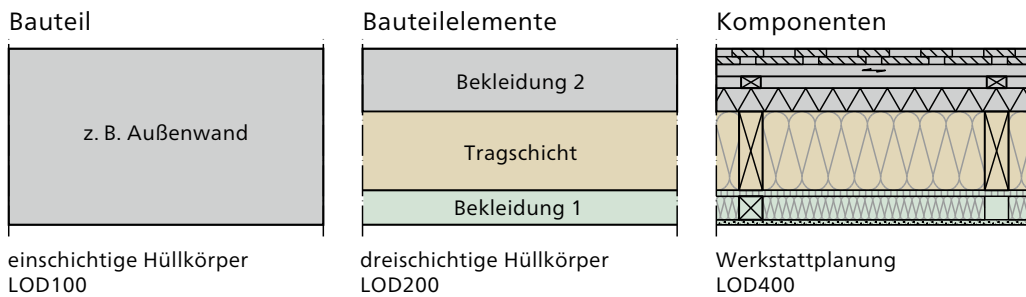 Bauteil
z. B. Außenwand
einschichtige Hüllkörper
LOD100
Bauteilelemente
Bekleidung 2
Tragschicht
Bekleidung 1
dreischichtige Hüllkörper
LOD200
Komponenten
Werkstattplanung
LOD400